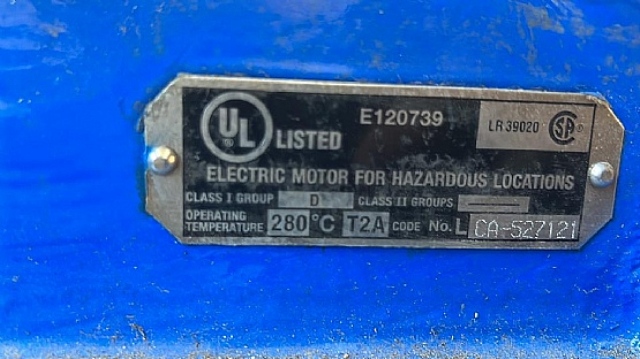 UL® LISTED
E120739
LR 39020 SA®
ELECTRIC MOTOR FOR HAZARDOUS LOCATIONS
CLASS I GROUP D CLASS II GROUPS
OPERATING TEMPERATURE 280°C T2A CODE No. L CA-527121